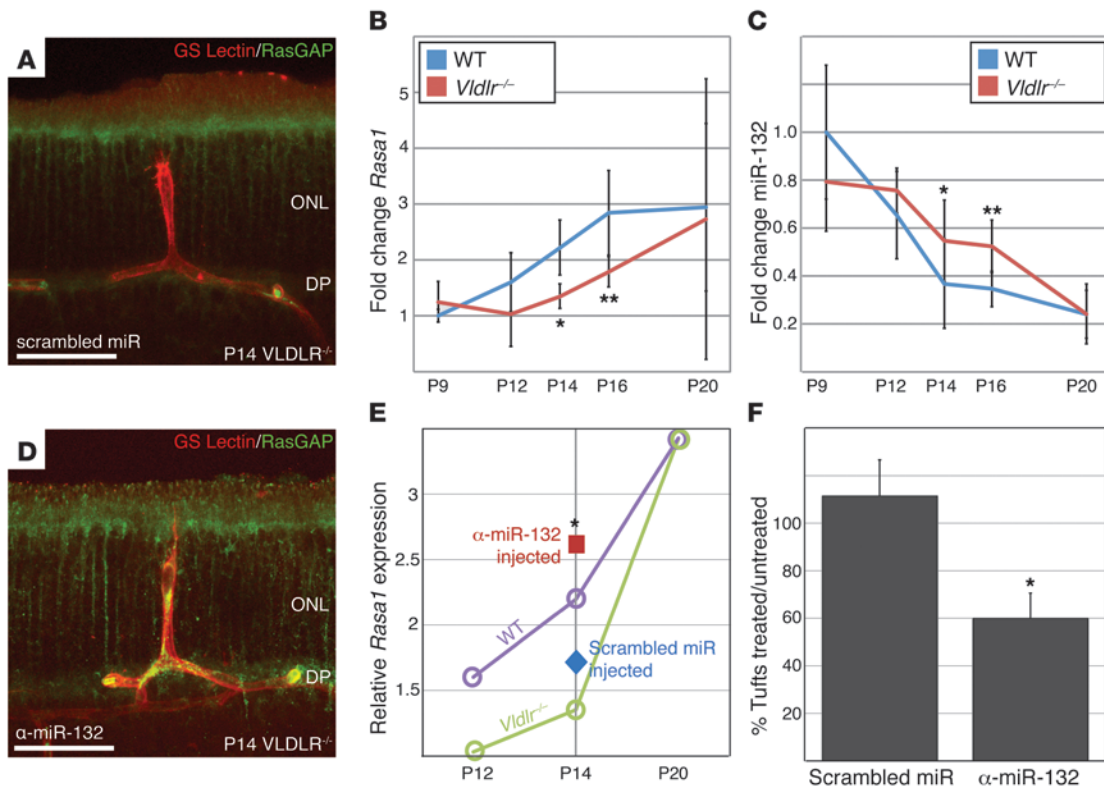 A
GS Lectin/RasGAP
ONL
DP
scrambled miR
P14 VLDLR-/-
B
WT
Vldlr-/-
Fold change Rasa1
5
4
3
2
1
P9 P12 P14 P16 P20
*
**
C
WT
Vldlr-/-
Fold change miR-132
1.0
0.8
0.6
0.4
0.2
P9 P12 P14 P16 P20
*
**
D
GS Lectin/RasGAP
ONL
DP
α-miR-132
P14 VLDLR-/-
E
Relative Rasa1 expression
3
2.5
2
1.5
P12 P14 P20
*
α-miR-132
injected
WT
Scrambled miR
injected
Vldlr-/-
F
% Tufts treated/untreated
100
80
60
40
20
*
Scrambled miR α-miR-132